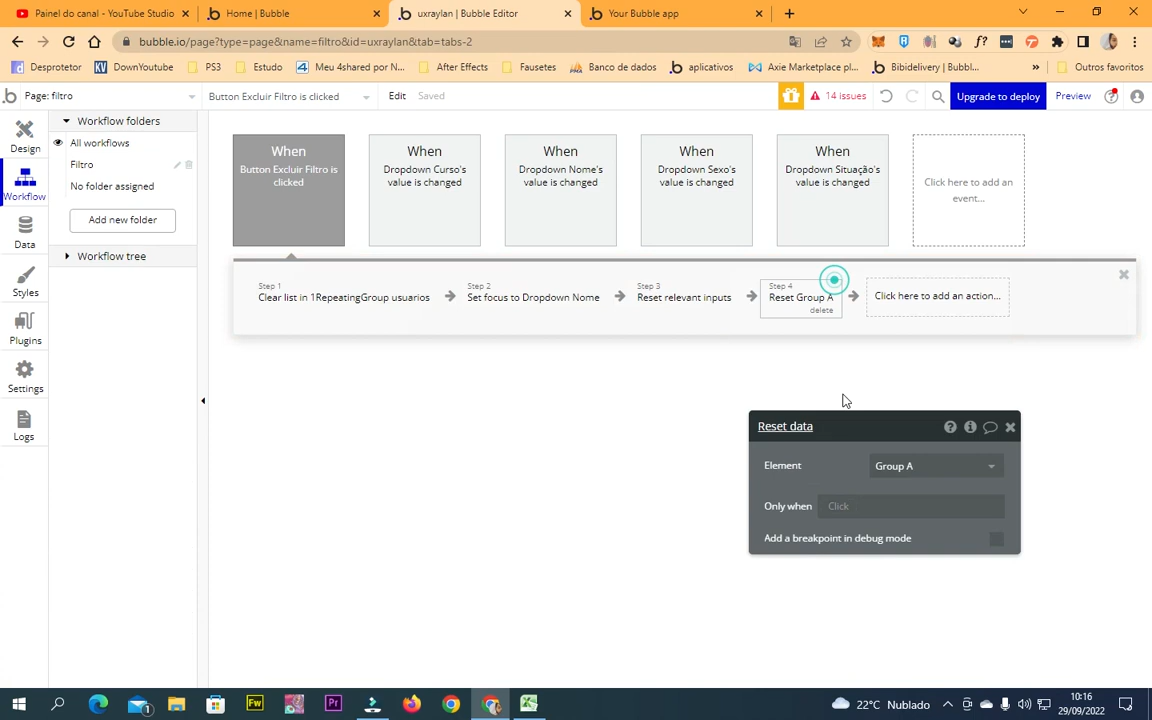 Painel do canal - YouTube Studio
Home | Bubble
uxraylan | Bubble Editor
Your Bubble app
bubble.io/page?type=page&name=filtro&id=uxraylan&tab=tabs-2
Desprotetor
DownYoutube
PS3
Estudo
Meu 4shared por N...
After Effects
Fausetes
Banco de dados
aplicativos
Axie Marketplace pl...
Bibidelivery | Bubbl...
Outros favoritos
Page: filtro
Button Excluir Filtro is clicked
Edit
Saved
14 issues
Upgrade to deploy
Preview
Design
Workflow
Data
Styles
Plugins
Settings
Logs
Workflow folders
All workflows
Filtro
No folder assigned
Add new folder
Workflow tree
When
Button Excluir Filtro is
clicked
When
Dropdown Curso's
value is changed
When
Dropdown Nome's
value is changed
When
Dropdown Sexo's
value is changed
When
Dropdown Situação's
value is changed
Click here to add an
event...
Step 1
Clear list in 1RepeatingGroup usuarios
Step 2
Set focus to Dropdown Nome
Step 3
Reset relevant inputs
Step 4
Reset Group A
delete
Click here to add an action...
Reset data
Element
Group A
Only when
Click
Add a breakpoint in debug mode
22°C Nublado
10:16
29/09/2022